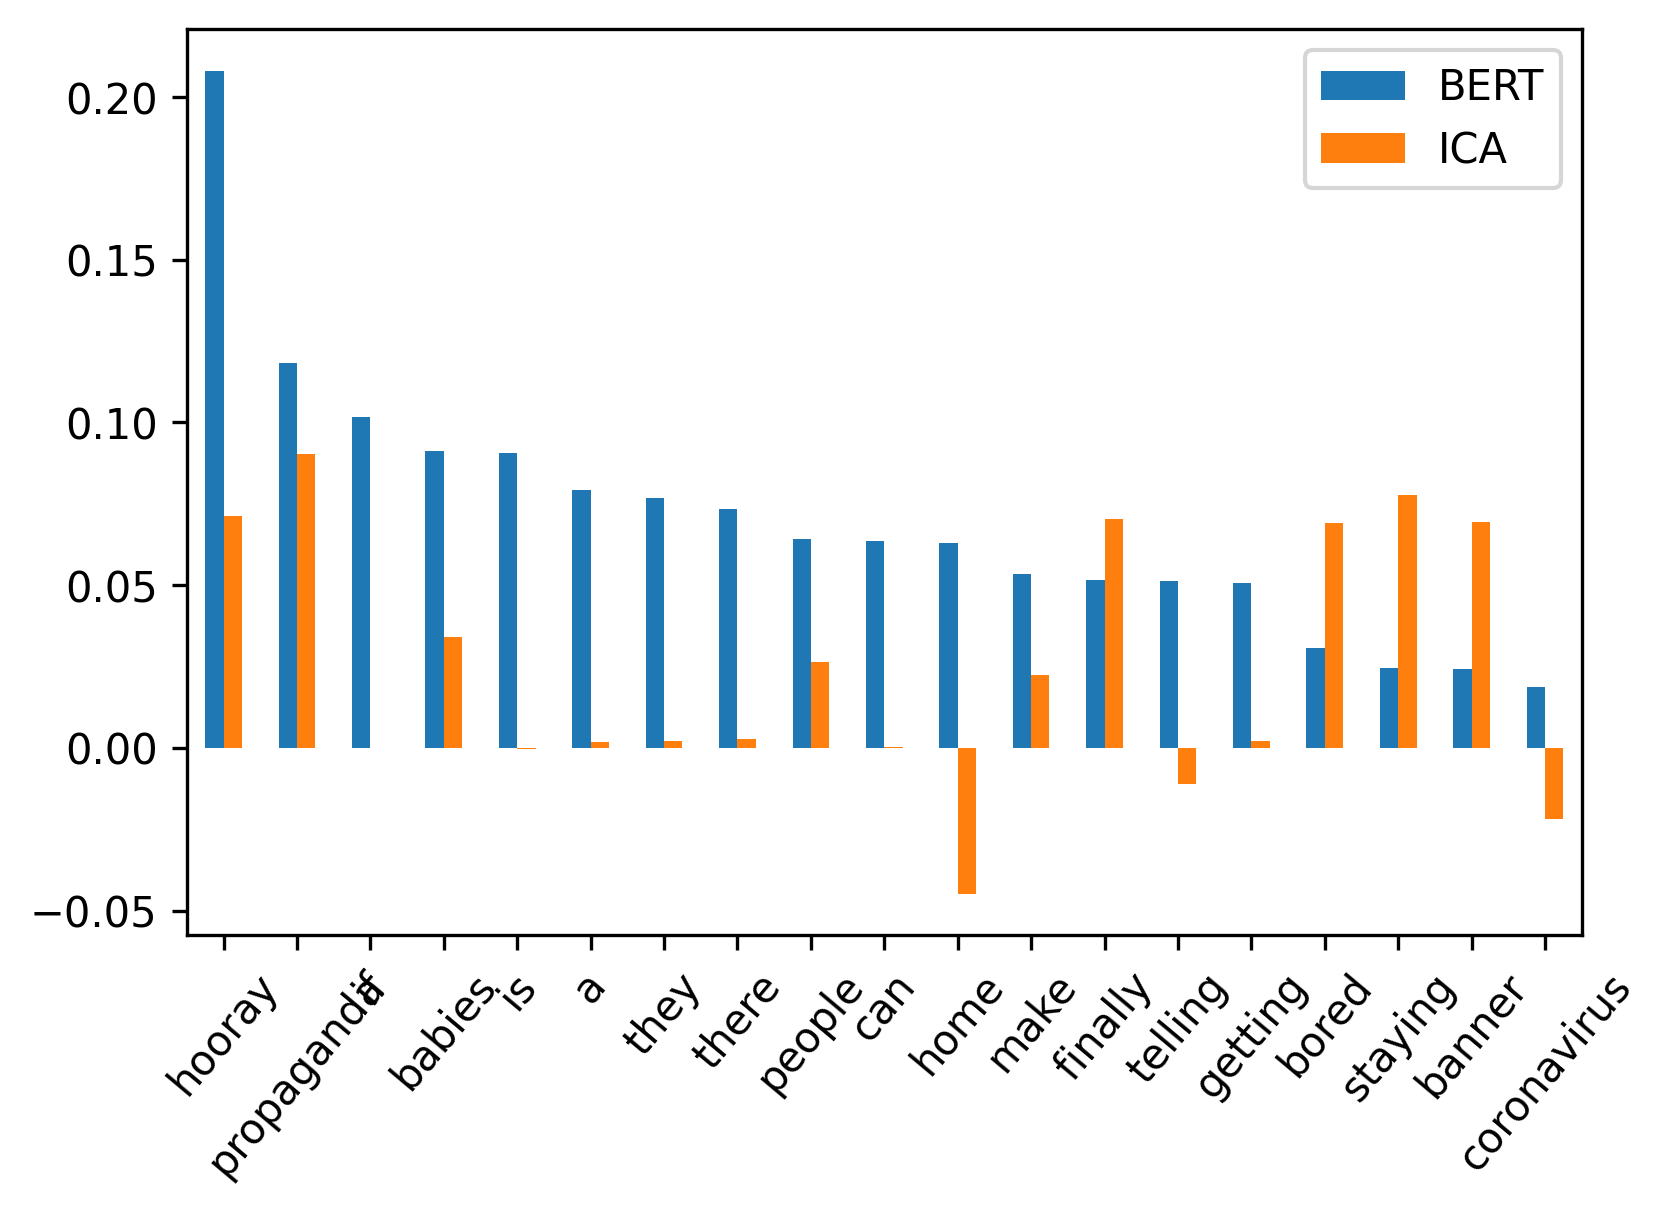 BERT
ICA
0.20
0.15
0.10
0.05
0.00
−0.05
hooray
propaganda
if
babies
is
a
they
there
people
can
home
make
finally
telling
getting
bored
staying
banner
coronavirus